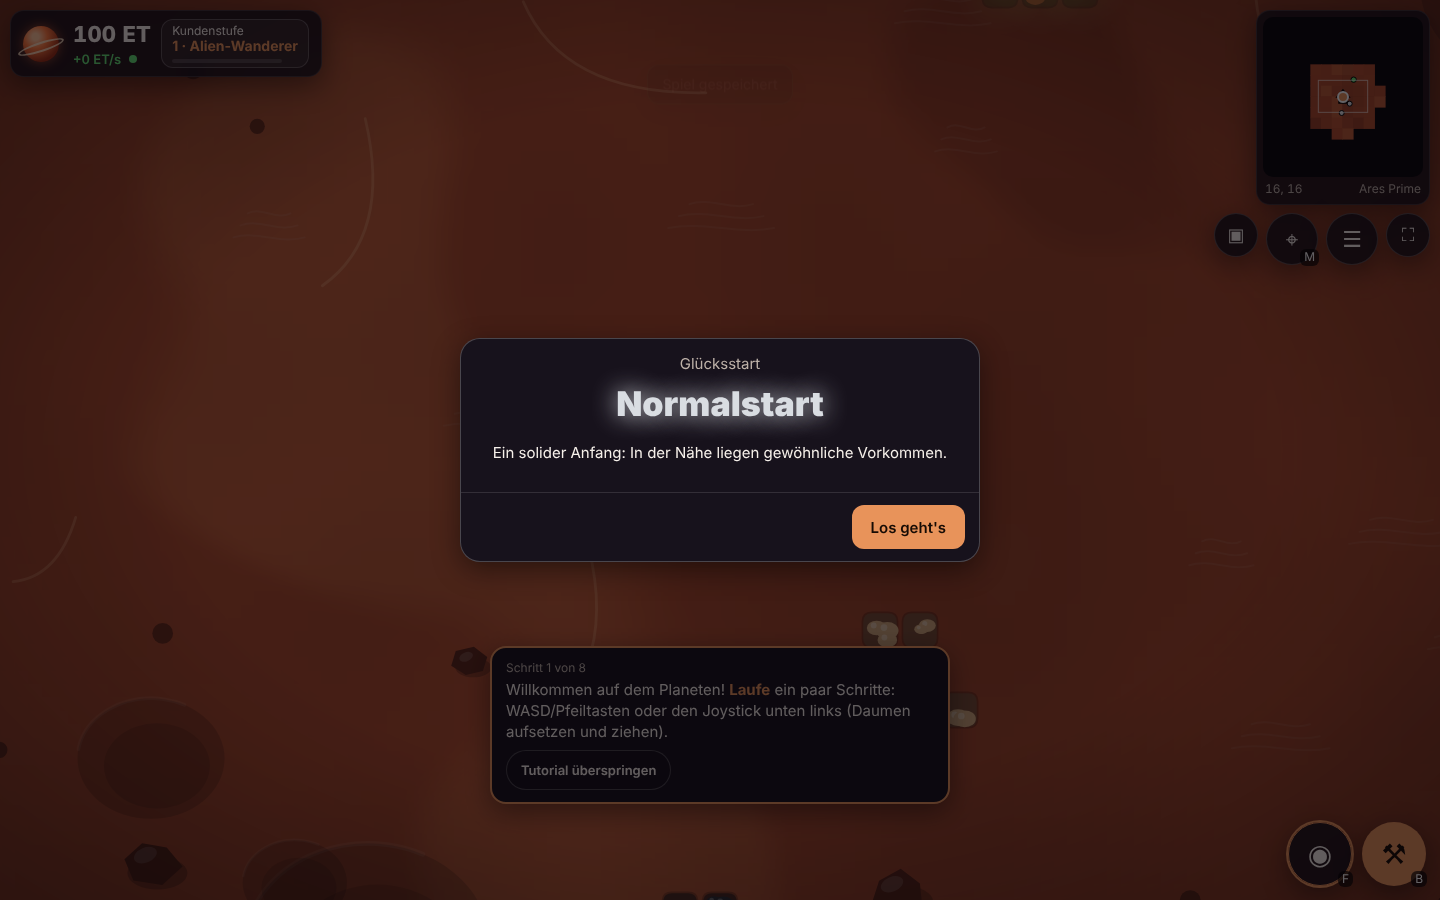 100 ET
+0 ET/s
Kundenstufe
1 · Alien-Wanderer
Spiel gespeichert
16, 16
Ares Prime
M
Glücksstart
Normalstart
Ein solider Anfang: In der Nähe liegen gewöhnliche Vorkommen.
Los geht's
Schritt 1 von 8
Willkommen auf dem Planeten! Laufe ein paar Schritte:
WASD/Pfeiltasten oder den Joystick unten links (Daumen
aufsetzen und ziehen).
Tutorial überspringen
F
B